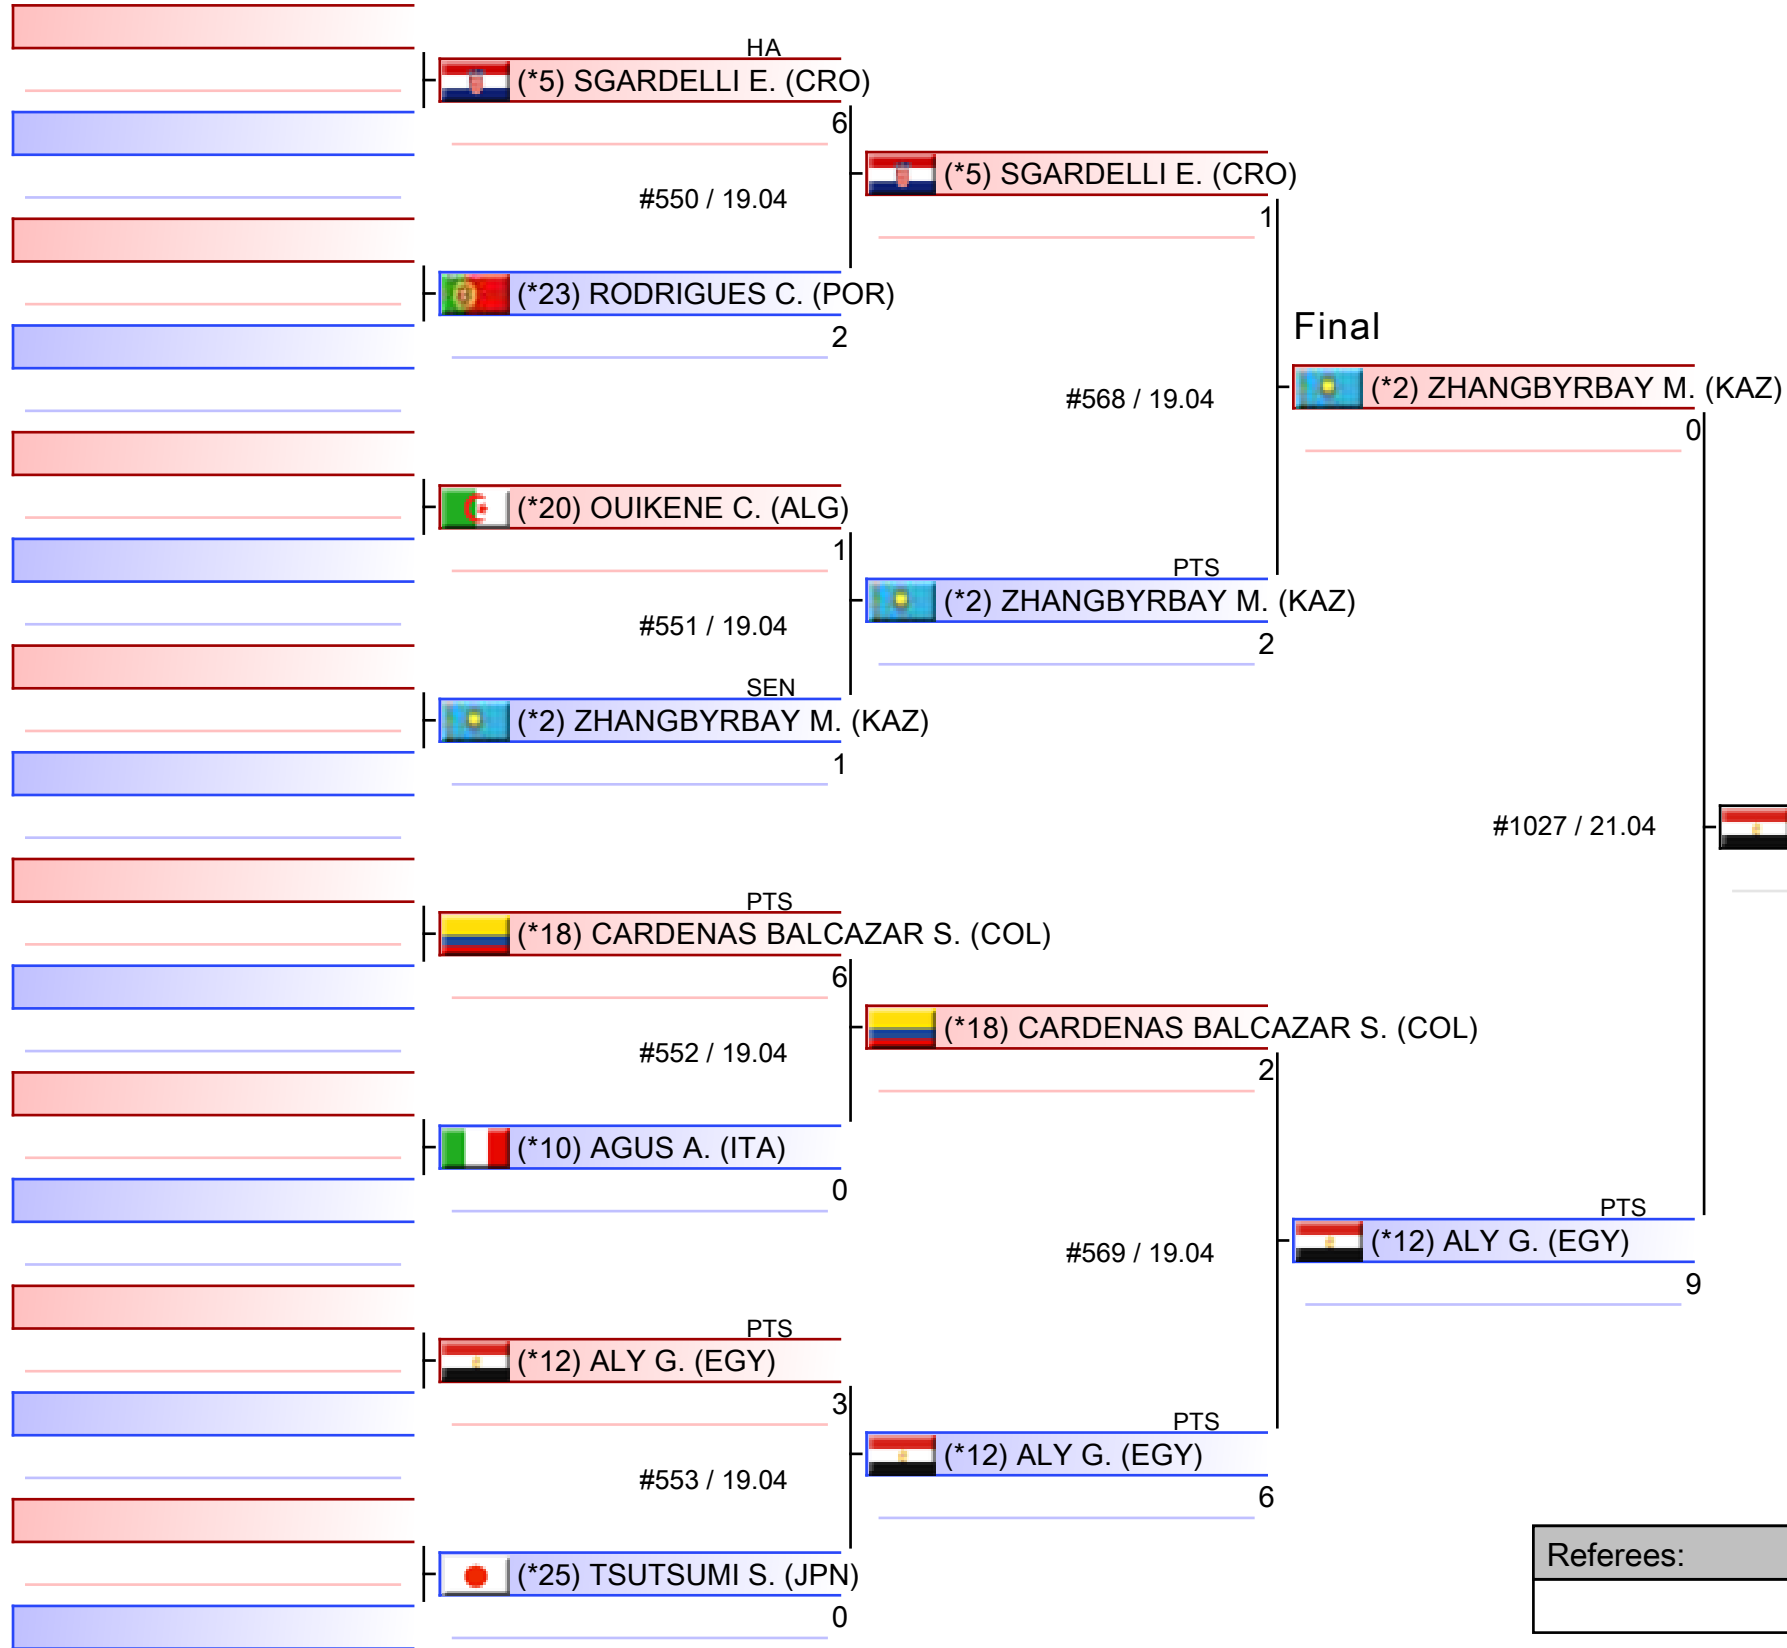 HA
(*5) SGARDELLI E. (CRO)
6
#550 / 19.04
(*23) RODRIGUES C. (POR)
2
(*20) OUIKENE C. (ALG)
1
#551 / 19.04
SEN
(*2) ZHANGBYRBAY M. (KAZ)
1
PTS
(*18) CARDENAS BALCAZAR S. (COL)
6
#552 / 19.04
(*10) AGUS A. (ITA)
0
PTS
(*12) ALY G. (EGY)
3
#553 / 19.04
(*25) TSUTSUMI S. (JPN)
0
(*5) SGARDELLI E. (CRO)
1
#568 / 19.04
PTS
(*2) ZHANGBYRBAY M. (KAZ)
2
(*18) CARDENAS BALCAZAR S. (COL)
2
#569 / 19.04
PTS
(*12) ALY G. (EGY)
6
Final
(*2) ZHANGBYRBAY M. (KAZ)
0
#1027 / 21.04
PTS
(*12) ALY G. (EGY)
9
Referees: